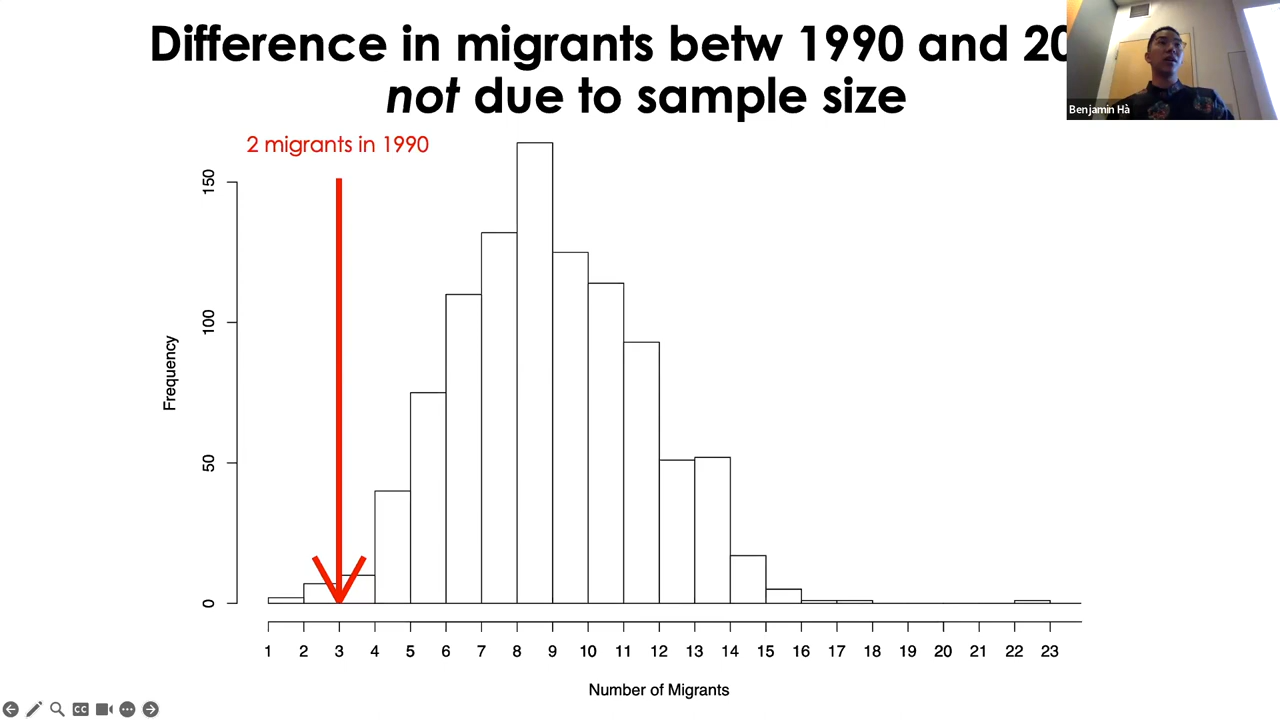 Difference in migrants betw 1990 and 20
not due to sample size
Benjamin Hà
2 migrants in 1990
150
100
50
0
Frequency
1 2 3 4 5 6 7 8 9 10 11 12 13 14 15 16 17 18 19 20 21 22 23
Number of Migrants
CC